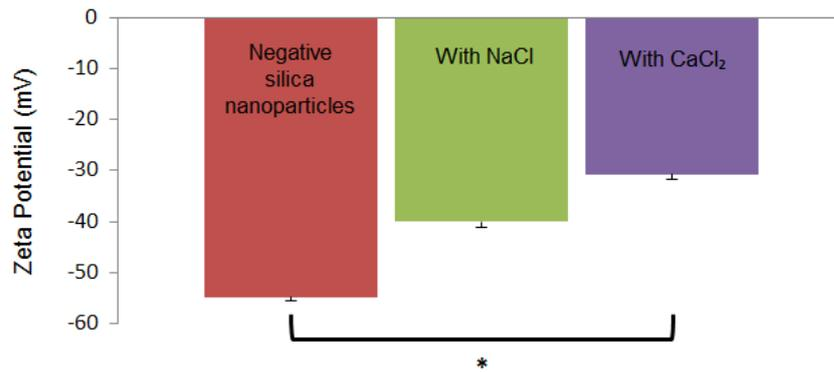 Zeta Potential (mV)
0
-10
-20
-30
-40
-50
-60
Negative
silica
nanoparticles
With NaCl
With CaCl₂
*